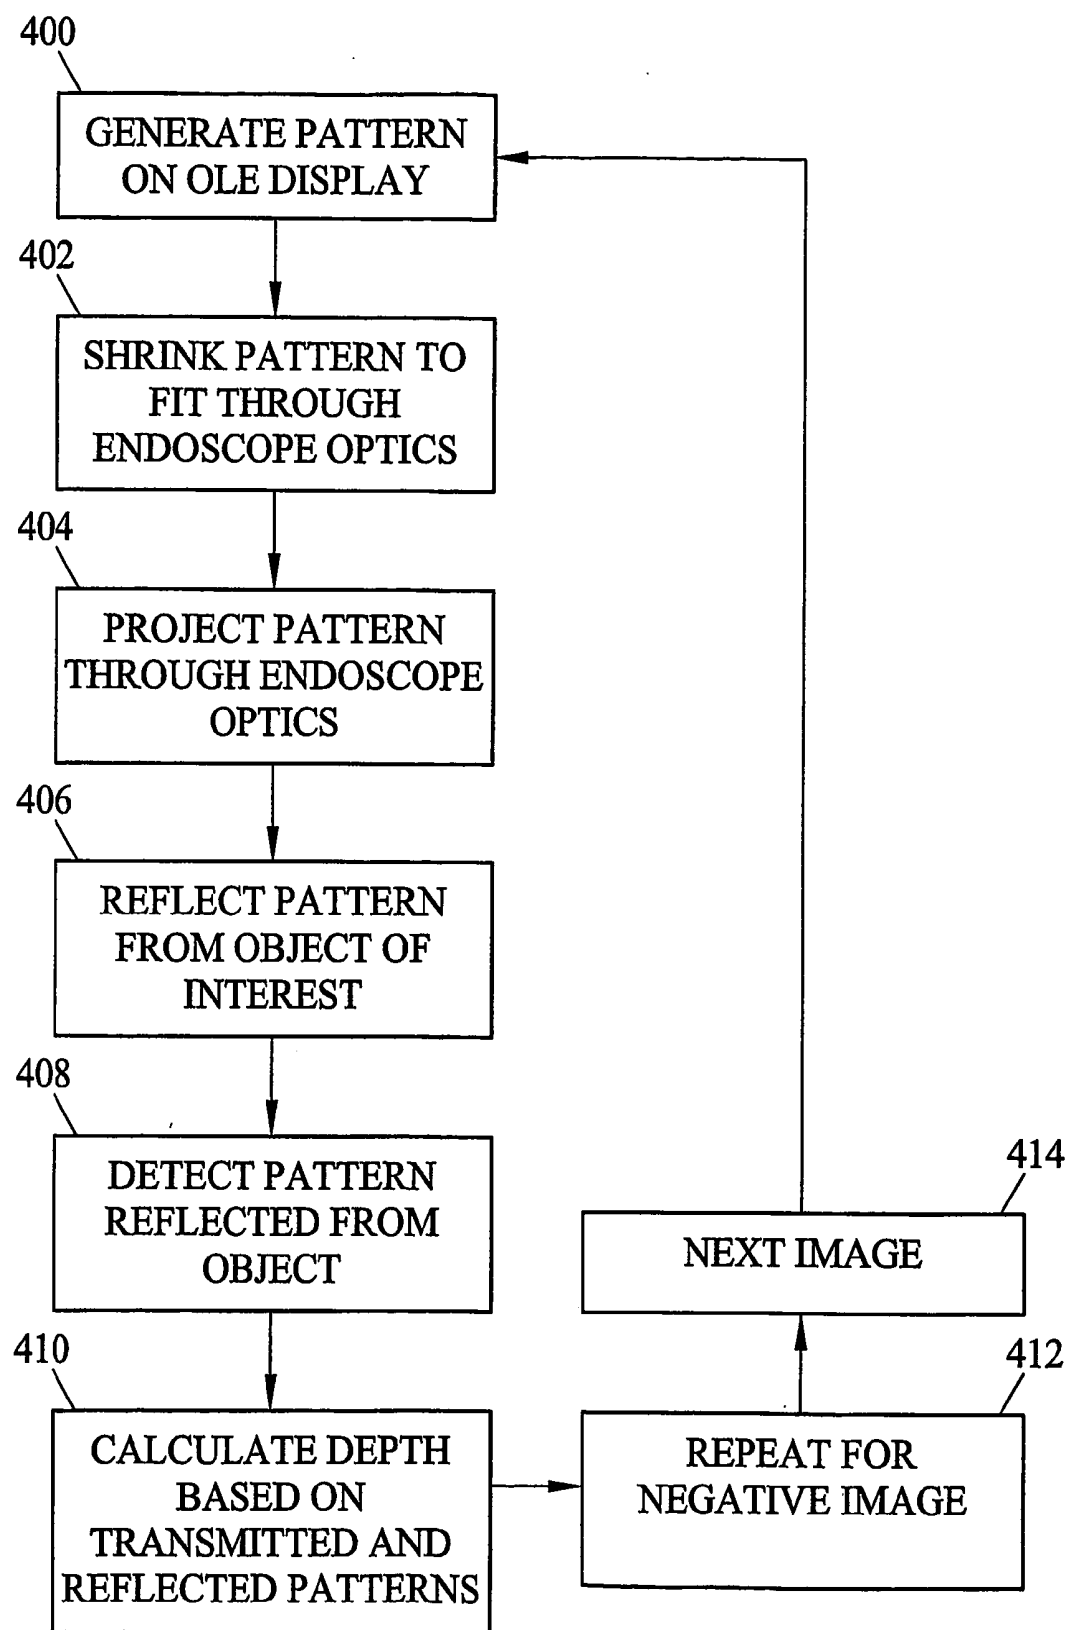 400
GENERATE PATTERN
ON OLE DISPLAY
402
SHRINK PATTERN TO
FIT THROUGH
ENDOSCOPE OPTICS
404
PROJECT PATTERN
THROUGH ENDOSCOPE
OPTICS
406
REFLECT PATTERN
FROM OBJECT OF
INTEREST
408
DETECT PATTERN
REFLECTED FROM
OBJECT
410
CALCULATE DEPTH
BASED ON
TRANSMITTED AND
REFLECTED PATTERNS
412
REPEAT FOR
NEGATIVE IMAGE
414
NEXT IMAGE